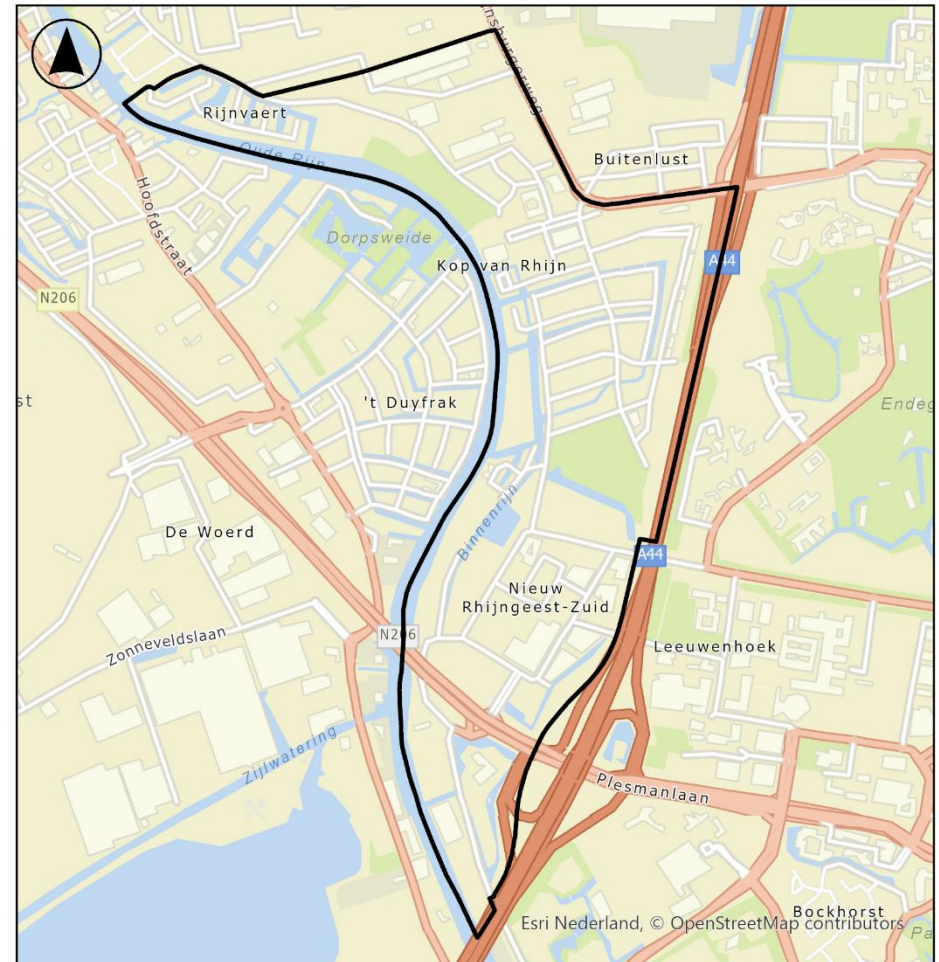 nsburgerweg
Rijnvaert
Oude Rijn
Buitenlust
Hoofdstraat
Dorpsweide
Kop van Rhijn
A44
N206
't Duyfrak
st
Endeg
Binnenrijn
De Woerd
A44
Nieuw
Rhijngeest-Zuid
N206
Zonneveldslaan
Leeuwenhoek
Zijlwatering
Plesmanlaan
Bockhorst
Esri Nederland, © OpenStreetMap contributors
Pa